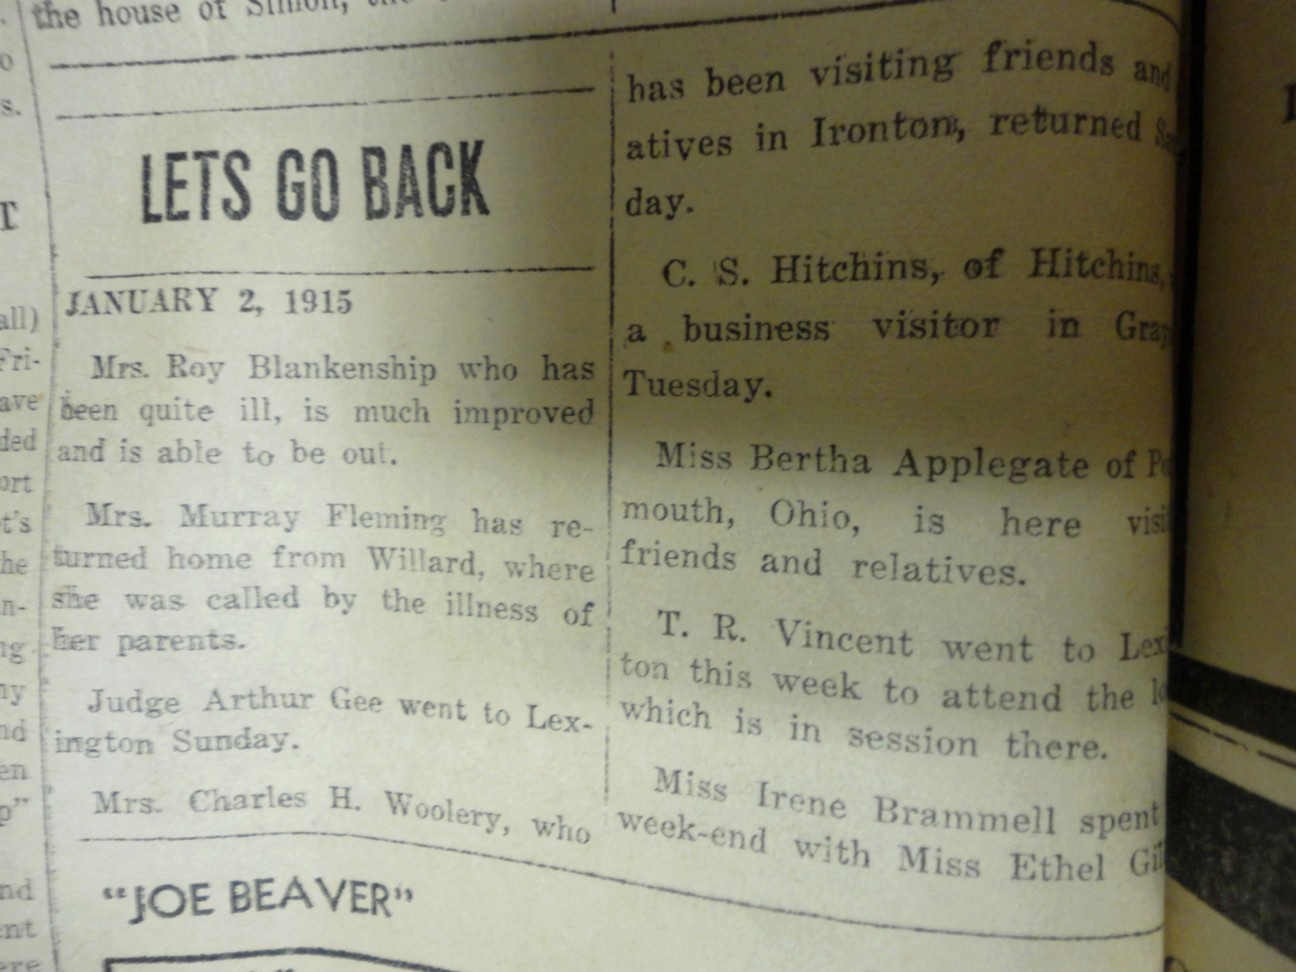 the house of Simon,
LETS GO BACK
JANUARY 2, 1915
Mrs. Roy Blankenship who has
been quite ill, is much improved
and is able to be out.
Mrs. Murray Fleming has re-
turned home from Willard, where
she was called by the illness of
her parents.
Judge Arthur Gee went to Lex-
ington Sunday.
Mrs. Charles H. Woolery, who
has been visiting friends and
atives in Ironton, returned
day.
C. S. Hitchins, of Hitchins,
a business visitor in
Tuesday.
Miss Bertha Applegate of
mouth, Ohio, is here
friends and relatives.
T. R. Vincent went to
ton this week to attend the
which is in session there.
Miss Irene Brammell spent
week-end with Miss Ethel
"JOE BEAVER"